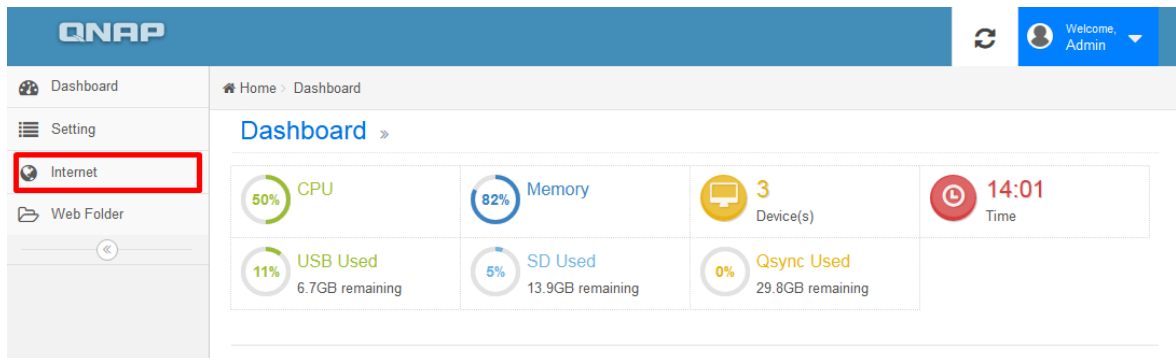 QNAP
Welcome,
Admin
Dashboard
Setting
Internet
Web Folder
Home > Dashboard
Dashboard »
50% CPU
82% Memory
3
Device(s)
14:01
Time
11% USB Used
6.7GB remaining
5% SD Used
13.9GB remaining
0% Qsync Used
29.8GB remaining